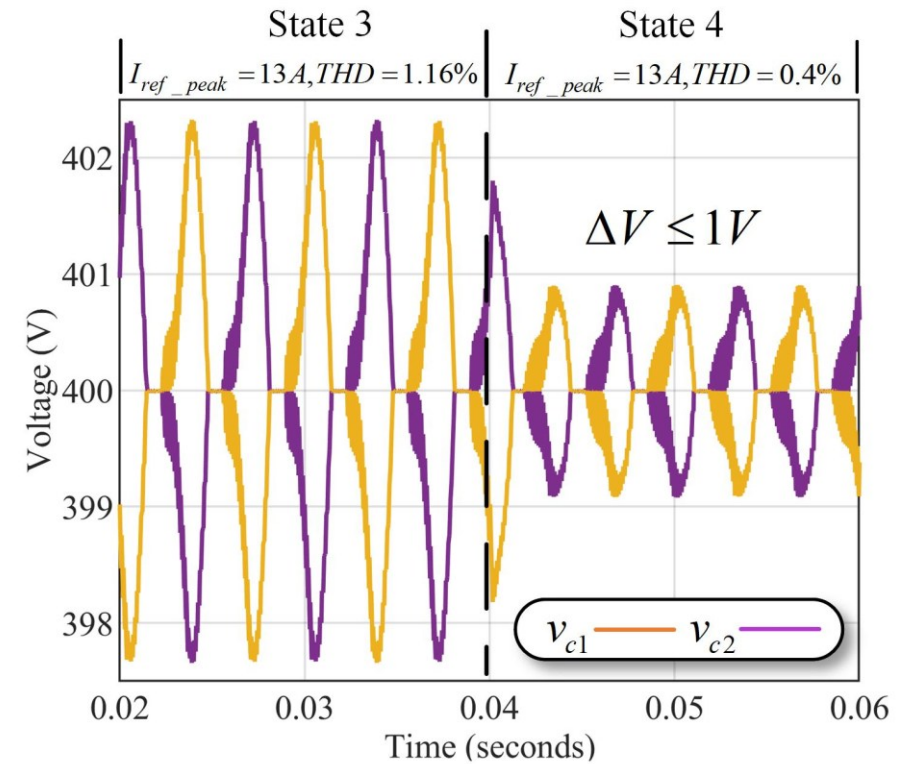 State 3 State 4
I_ref_peak = 13A, THD = 1.16% I_ref_peak = 13A, THD = 0.4%
402
ΔV ≤ 1V
401
400
399
398
Voltage (V)
v_c1 v_c2
0.02 0.03 0.04 0.05 0.06
Time (seconds)